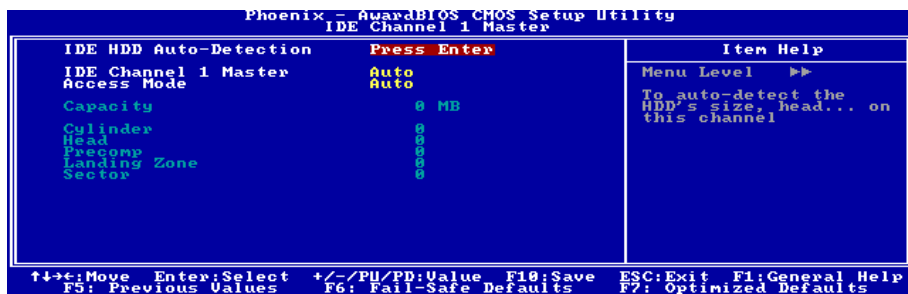 Phoenix - AwardBIOS CMOS Setup Utility
IDE Channel 1 Master
IDE HDD Auto-Detection Press Enter
Item Help
IDE Channel 1 Master Auto
Access Mode Auto
Capacity 0 MB
Cylinder 0
Head 0
Precomp 0
Landing Zone 0
Sector 0
Menu Level ►►
To auto-detect the
HDD's size, head... on
this channel
↑↓→←:Move Enter:Select +/-/PU/PD:Value F10:Save ESC:Exit F1:General Help
F5: Previous Values F6: Fail-Safe Defaults F7: Optimized Defaults